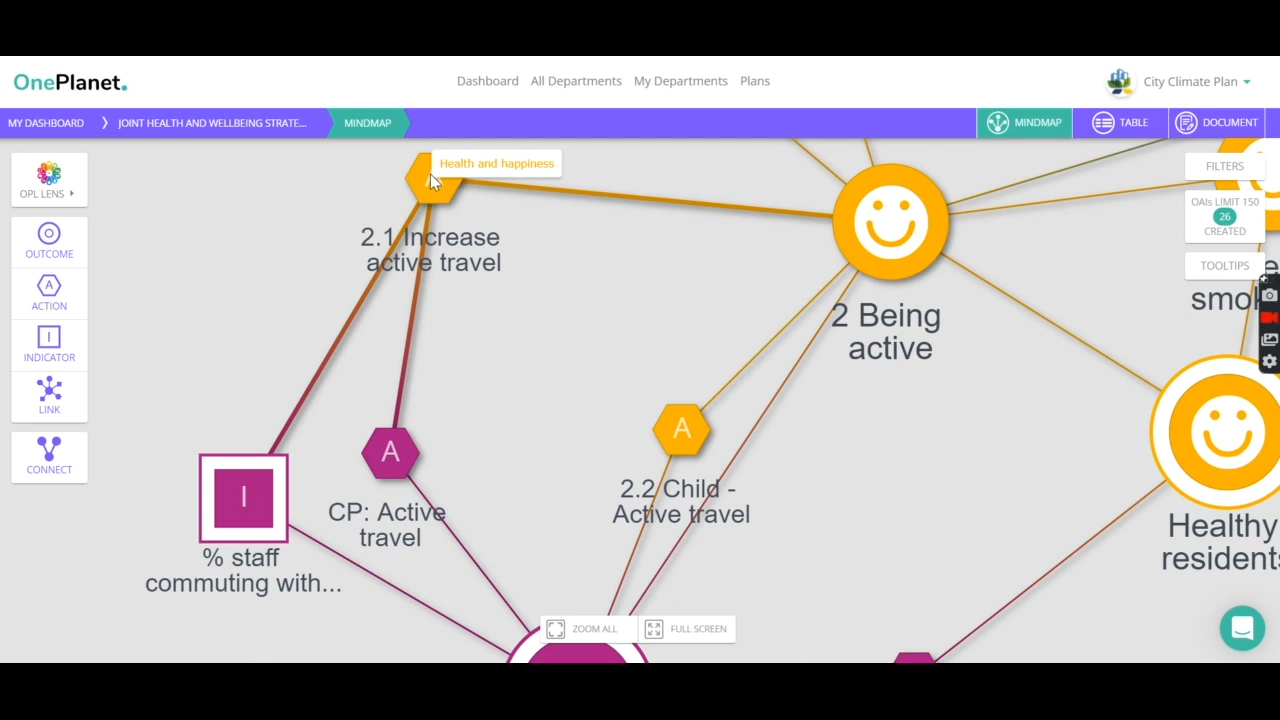 OnePlanet.
Dashboard All Departments My Departments Plans
City Climate Plan
MY DASHBOARD
JOINT HEALTH AND WELLBEING STRATE...
MINDMAP
MINDMAP
TABLE
DOCUMENT
OPL LENS
OUTCOME
A
ACTION
I
INDICATOR
LINK
CONNECT
Health and happiness
FILTERS
OAIs LIMIT 150
26
CREATED
TOOLTIPS
2.1 Increase
active travel
2 Being
active
smok
A
CP: Active
travel
A
2.2 Child -
Active travel
I
% staff
commuting with...
Healthy
residents
ZOOM ALL
FULL SCREEN